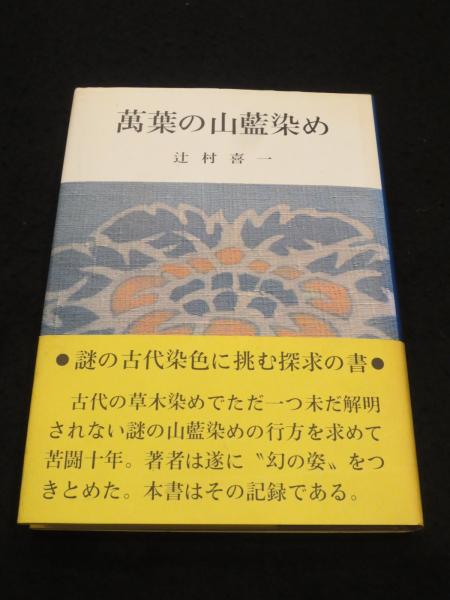 萬葉の山藍染め
辻村喜一
●謎の古代染色に挑む探求の書●
古代の草木染めでただ一つ未だ解明
されない謎の山藍染めの行方を求めて
苦闘十年。著者は遂に〝幻の姿〟をつ
きとめた。本書はその記録である。